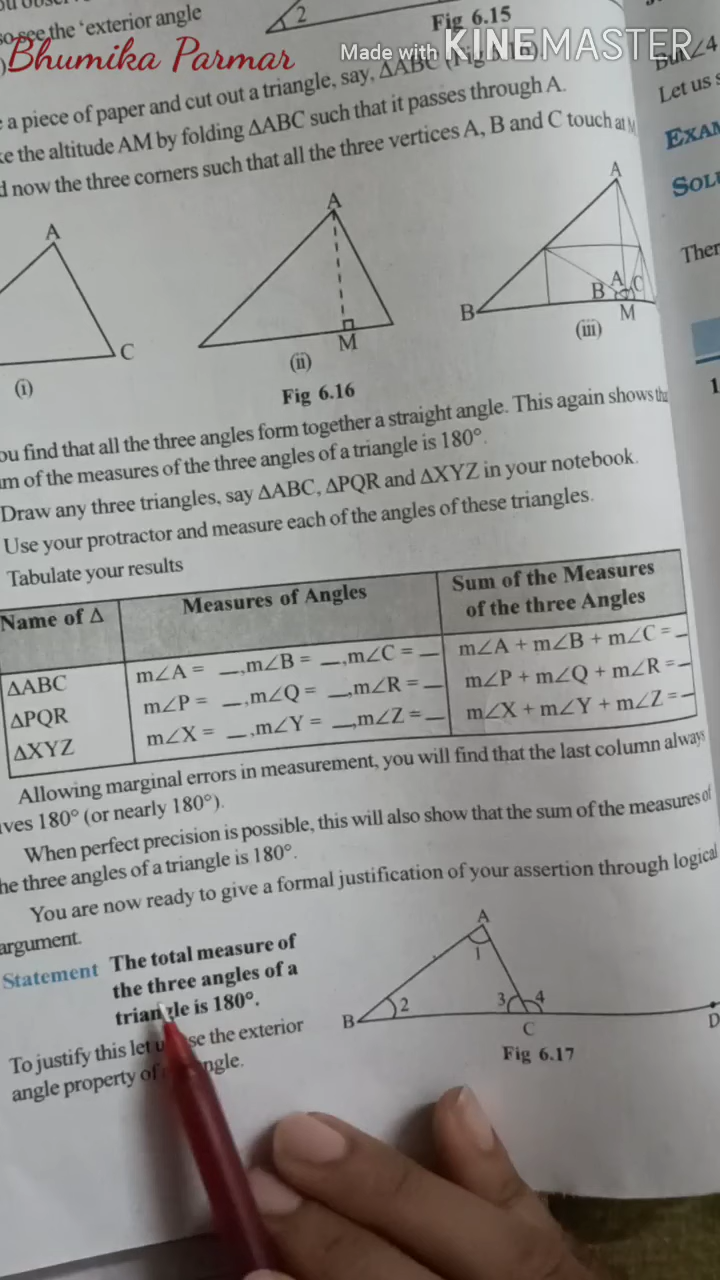 2
Fig 6.15
so see the 'exterior angle
)
Bhumika Parmar
Made with KINEMASTER
a piece of paper and cut out a triangle, say, ΔABC
ke the altitude AM by folding ΔABC such that it passes through A.
d now the three corners such that all the three vertices A, B and C touch at M
∠4
Let us s
EXAM
SOLU
Ther
A
C
(i)
A
M
(ii)
A
B
B A C
M
(iii)
Fig 6.16
1
ou find that all the three angles form together a straight angle. This again shows tha
um of the measures of the three angles of a triangle is 180°.
Draw any three triangles, say ΔABC, ΔPQR and ΔXYZ in your notebook.
Use your protractor and measure each of the angles of these triangles.
Tabulate your results
Name of Δ Measures of Angles Sum of the Measures
of the three Angles
ΔABC m∠A = __,m∠B = __,m∠C = __ m∠A + m∠B + m∠C = __
ΔPQR m∠P = __,m∠Q = __,m∠R = __ m∠P + m∠Q + m∠R = __
ΔXYZ m∠X = __,m∠Y = __,m∠Z = __ m∠X + m∠Y + m∠Z = __
Allowing marginal errors in measurement, you will find that the last column always
ives 180° (or nearly 180°).
When perfect precision is possible, this will also show that the sum of the measures of
he three angles of a triangle is 180°.
You are now ready to give a formal justification of your assertion through logical
argument.
Statement The total measure of
the three angles of a
triangle is 180°.
To justify this let use the exterior
angle property of
A
1
B 2 3 4
C
D
Fig 6.17